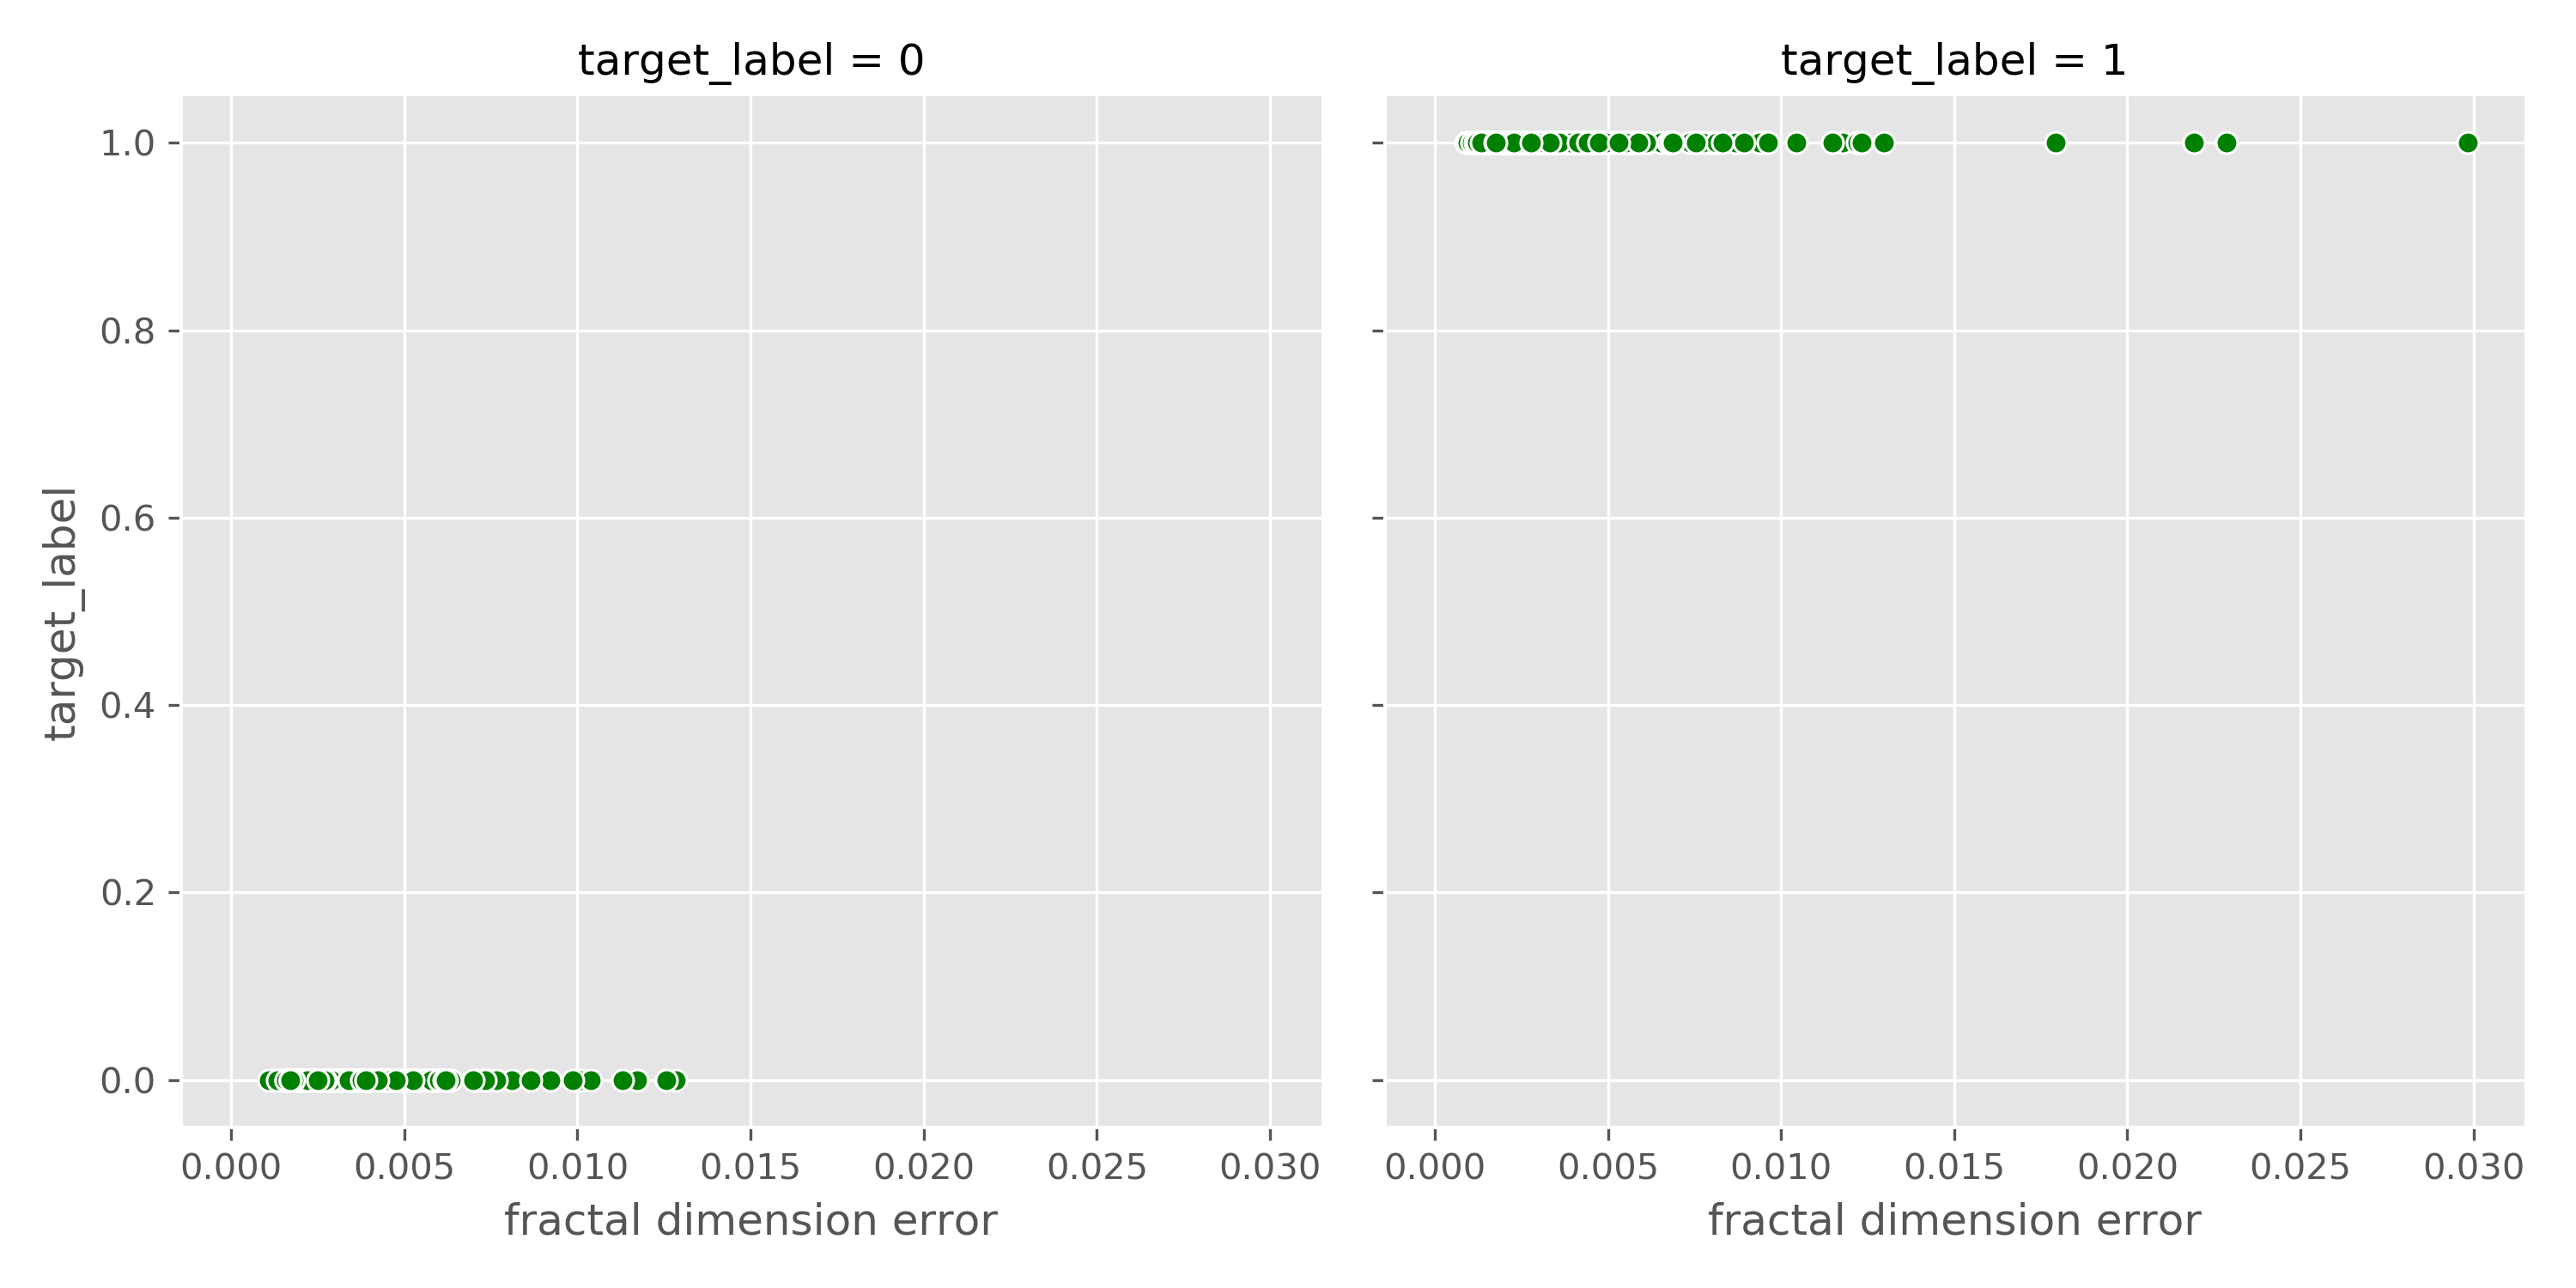 target_label = 0
target_label = 1
target_label
1.0
0.8
0.6
0.4
0.2
0.0
0.000 0.005 0.010 0.015 0.020 0.025 0.030
0.000 0.005 0.010 0.015 0.020 0.025 0.030
fractal dimension error
fractal dimension error